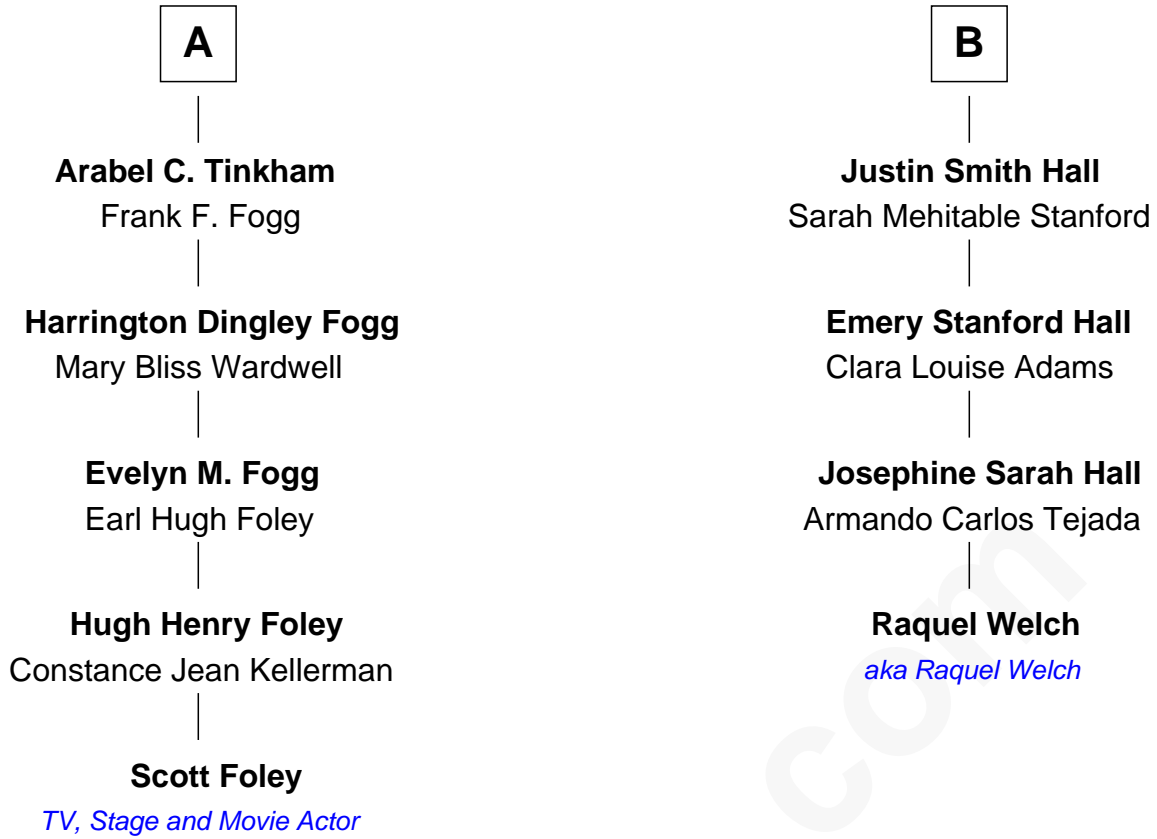 A
Arabel C. Tinkham
Frank F. Fogg
Harrington Dingley Fogg
Mary Bliss Wardwell
Evelyn M. Fogg
Earl Hugh Foley
Hugh Henry Foley
Constance Jean Kellerman
Scott Foley
TV, Stage and Movie Actor
B
Justin Smith Hall
Sarah Mehitable Stanford
Emery Stanford Hall
Clara Louise Adams
Josephine Sarah Hall
Armando Carlos Tejada
Raquel Welch
aka Raquel Welch
com